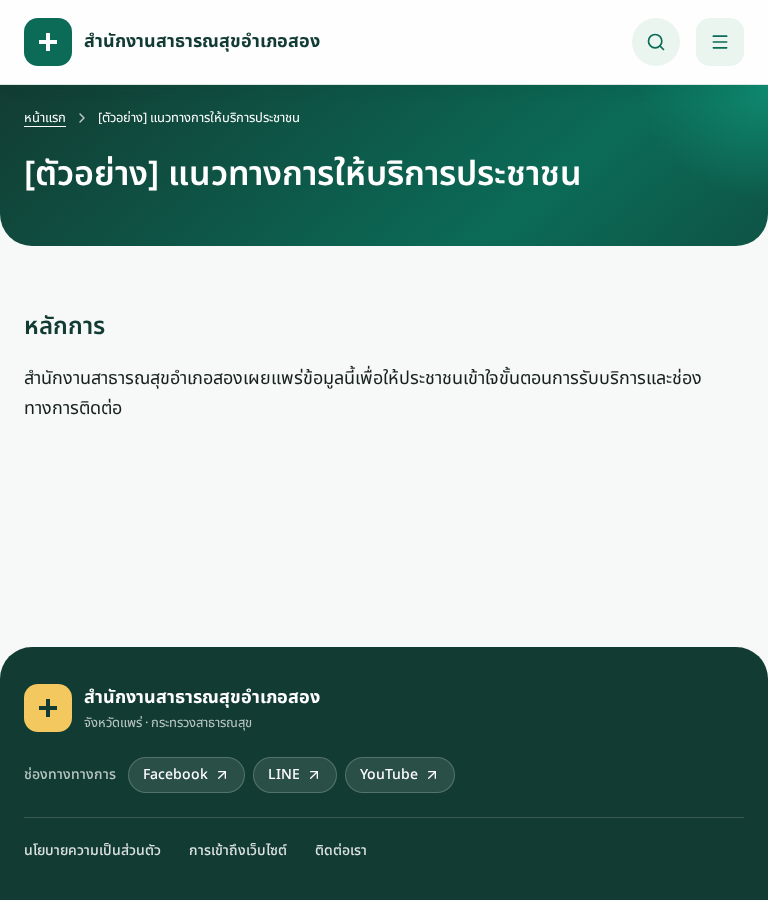 สำนักงานสาธารณสุขอำเภอสอง
หน้าแรก
[ตัวอย่าง] แนวทางการให้บริการประชาชน
[ตัวอย่าง] แนวทางการให้บริการประชาชน
หลักการ
สำนักงานสาธารณสุขอำเภอสองเผยแพร่ข้อมูลนี้เพื่อให้ประชาชนเข้าใจขั้นตอนการรับบริการและช่อง
ทางการติดต่อ
สำนักงานสาธารณสุขอำเภอสอง
จังหวัดแพร่ · กระทรวงสาธารณสุข
ช่องทางทางการ
Facebook
LINE
YouTube
นโยบายความเป็นส่วนตัว
การเข้าถึงเว็บไซต์
ติดต่อเรา